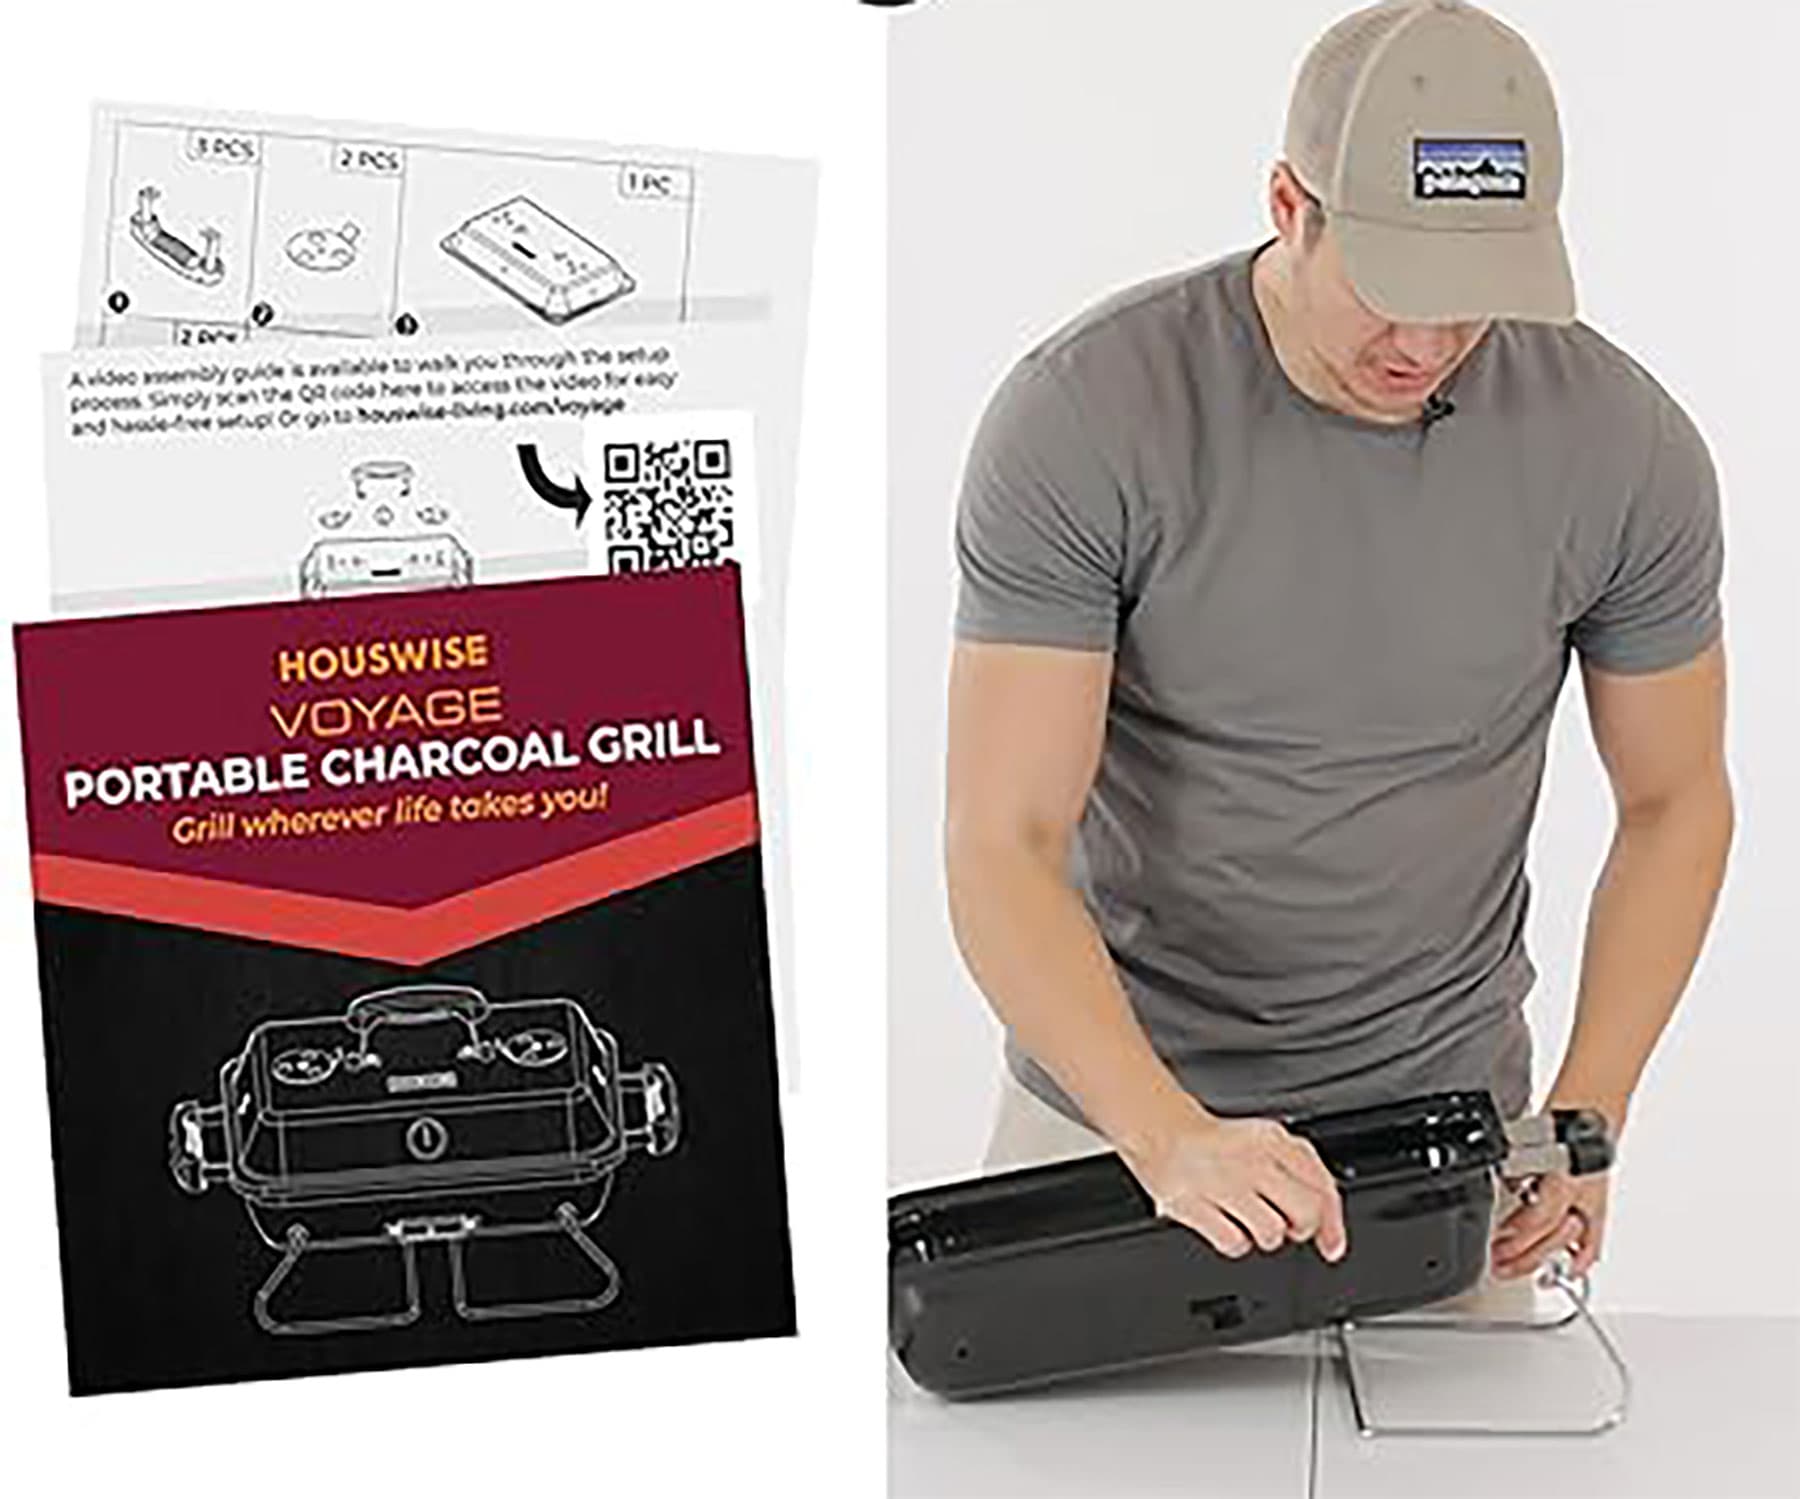 3 PCS
2 PCS
1 PC
2 PCS
A video assembly guide is available to walk you through the setup
process. Simply scan the QR code here to access the video for easy
and hassle-free setup! Or go to houswise-living.com/voyage
HOUSWISE
VOYAGE
PORTABLE CHARCOAL GRILL
Grill wherever life takes you!
patagonia